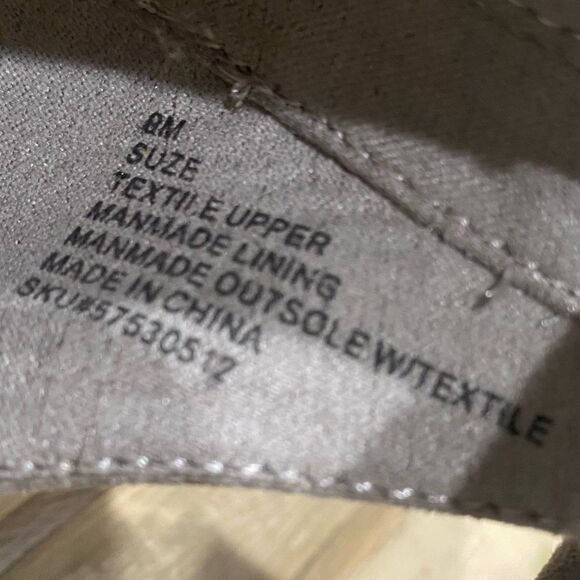 8M
SUZE
TEXTILE UPPER
MANMADE LINING
MANMADE OUTSOLE W/TEXTILE
MADE IN CHINA
SKU#57530512